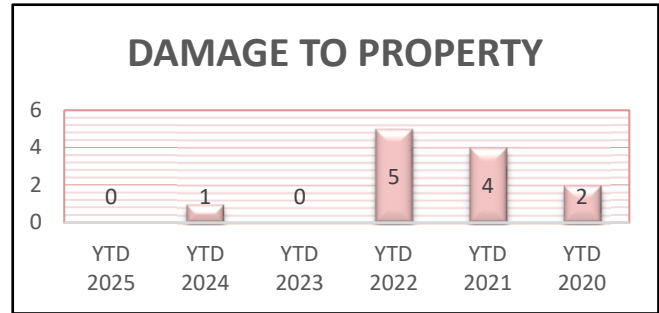 DAMAGE TO PROPERTY
6
4
2
0
0 1 0 5 4 2
YTD YTD YTD YTD YTD YTD
2025 2024 2023 2022 2021 2020